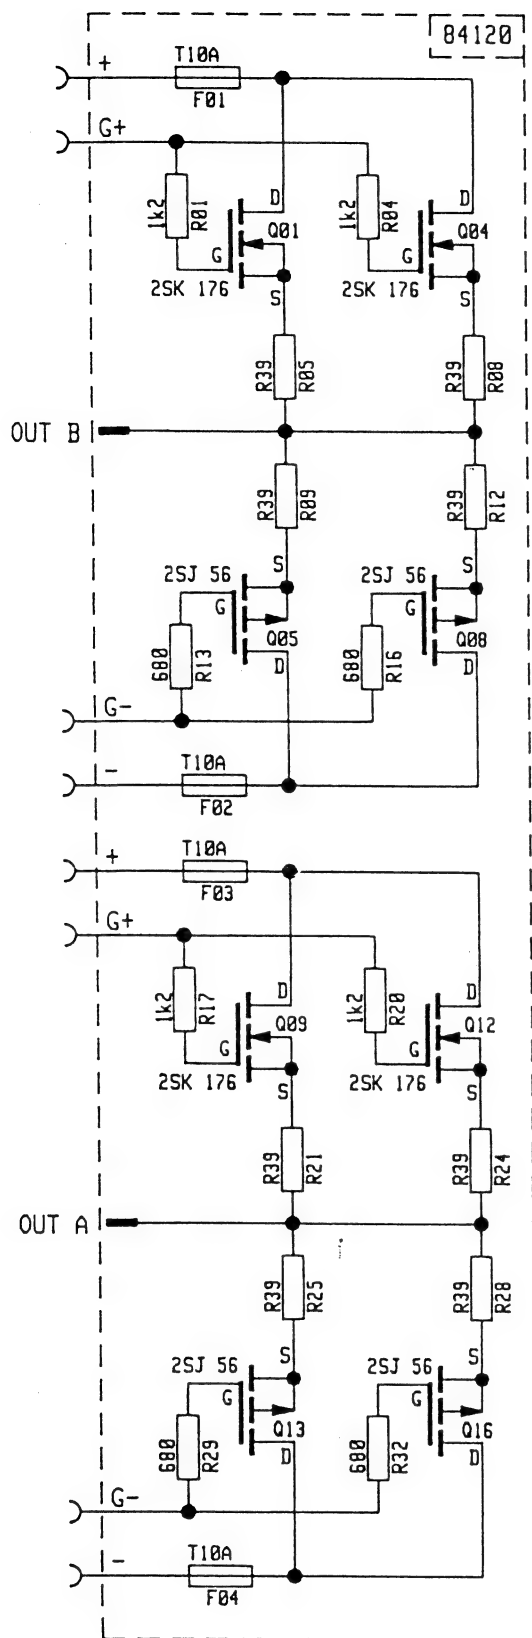 84120
+ T10A
F01
G+
1k2 R01 G D Q01 S 1k2 R04 G D Q04 S
2SK 176 2SK 176
R39 R05 R39 R08
OUT B
R39 R09 R39 R12
2SJ 56 S 2SJ 56 S
680 R13 G Q05 D 680 R16 G Q08 D
G-
- T10A
F02
+ T10A
F03
G+
1k2 R17 G D Q09 S 1k2 R20 G D Q12 S
2SK 176 2SK 176
R39 R21 R39 R24
OUT A
R39 R25 R39 R28
2SJ 56 S 2SJ 56 S
680 R29 G Q13 D 680 R32 G Q16 D
G-
- T10A
F04